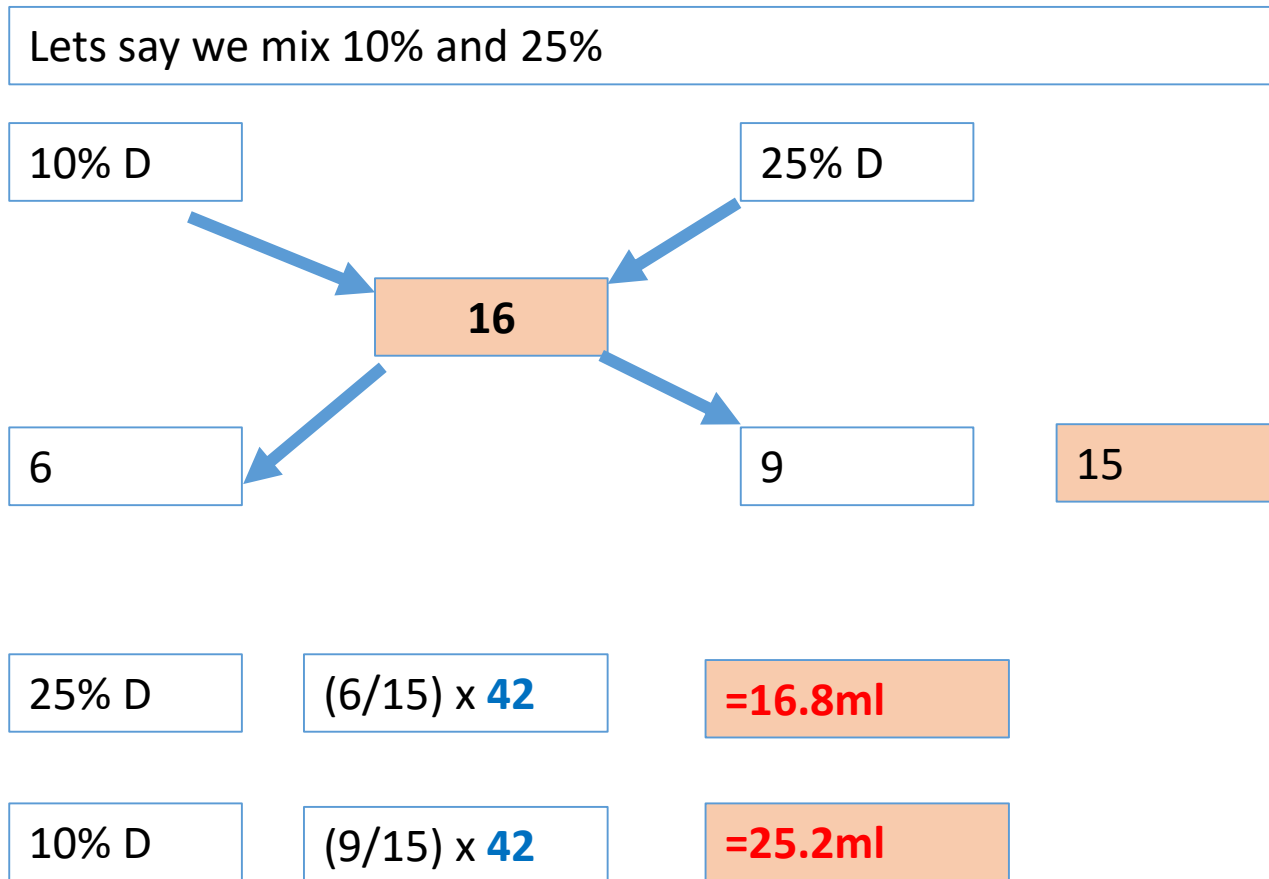 Lets say we mix 10% and 25%
10% D
25% D
16
6
9
15
25% D
(6/15) x 42
=16.8ml
10% D
(9/15) x 42
=25.2ml